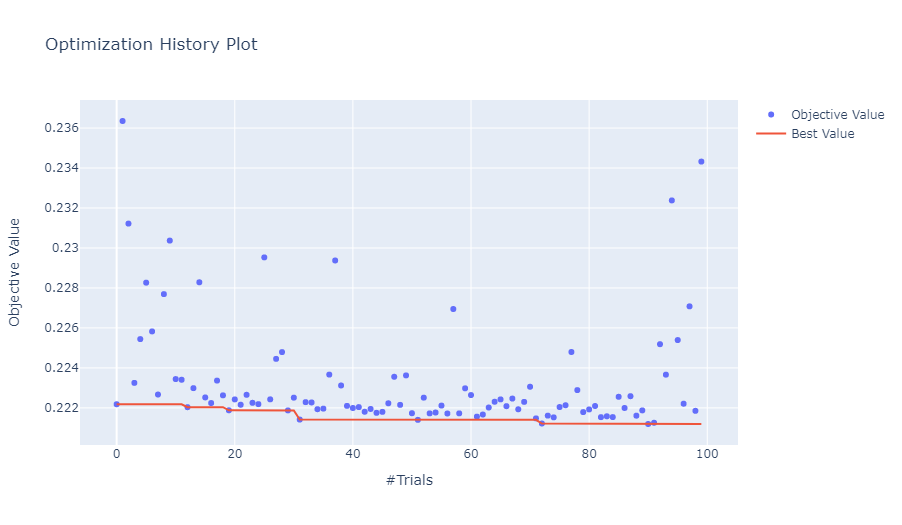 Optimization History Plot
Objective Value
Best Value
0.236
0.234
0.232
0.23
0.228
0.226
0.224
0.222
Objective Value
0
20
40
60
80
100
#Trials